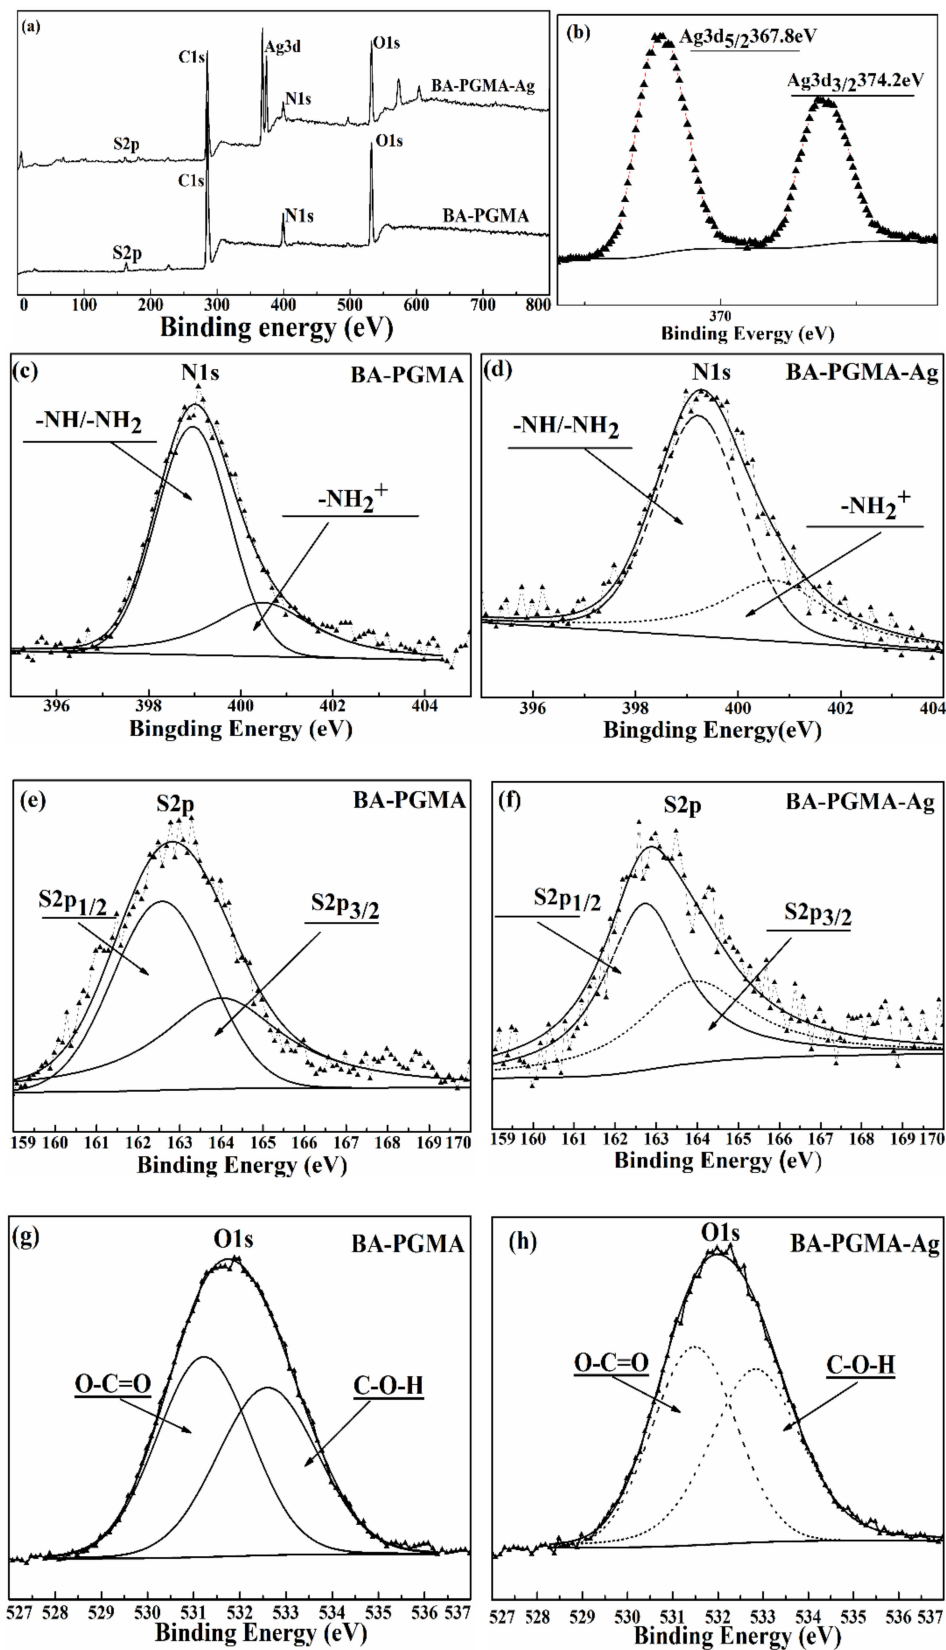 (a)
C1s
Ag3d
O1s
BA-PGMA-Ag
N1s
S2p
C1s
O1s
N1s
BA-PGMA
S2p
0 100 200 300 400 500 600 700 800
Binding energy (eV)
(b)
Ag3d5/2367.8eV
Ag3d3/2374.2eV
370
Binding Evergy (eV)
(c)
N1s
BA-PGMA
-NH/-NH2
-NH2+
396 398 400 402 404
Bingding Energy (eV)
(d)
N1s
BA-PGMA-Ag
-NH/-NH2
-NH2+
396 398 400 402 404
Bingding Energy(eV)
(e)
S2p
BA-PGMA
S2p1/2
S2p3/2
159 160 161 162 163 164 165 166 167 168 169 170
Binding Energy (eV)
(f)
S2p
BA-PGMA-Ag
S2p1/2
S2p3/2
159 160 161 162 163 164 165 166 167 168 169 170
Binding Energy (eV)
(g)
O1s
BA-PGMA
O-C=O
C-O-H
527 528 529 530 531 532 533 534 535 536 537
Binding Energy (eV)
(h)
O1s
BA-PGMA-Ag
O-C=O
C-O-H
527 528 529 530 531 532 533 534 535 536 537
Binding Energy (eV)